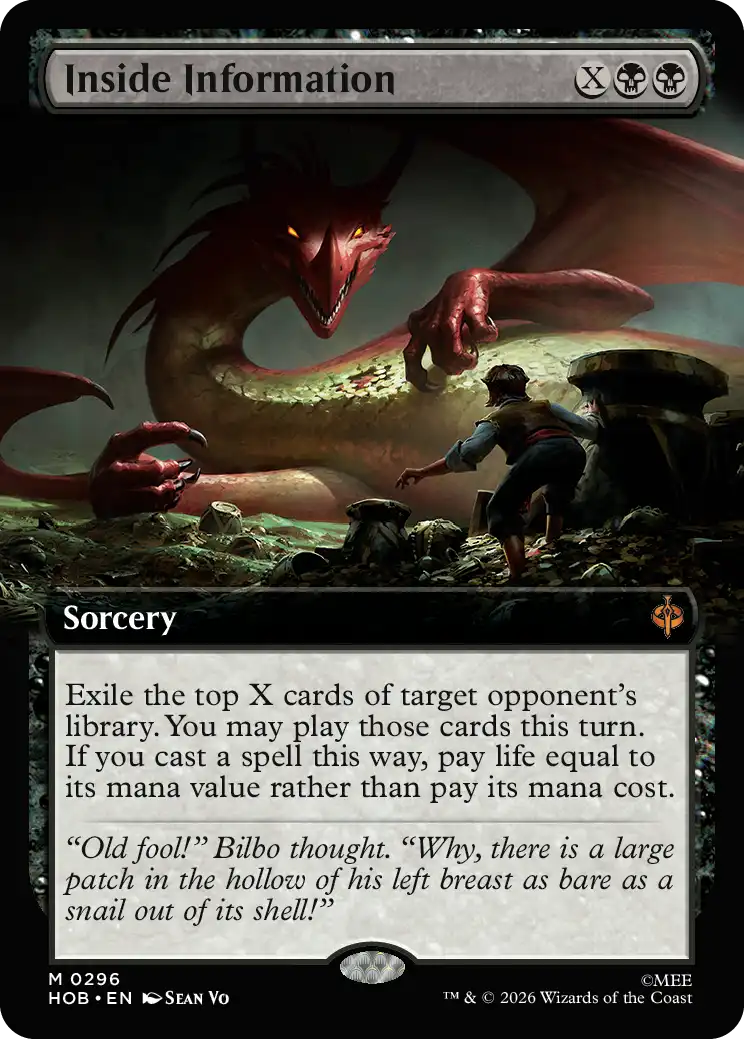 Inside Information X
Sorcery
Exile the top X cards of target opponent's
library. You may play those cards this turn.
If you cast a spell this way, pay life equal to
its mana value rather than pay its mana cost.
“Old fool!” Bilbo thought. “Why, there is a large
patch in the hollow of his left breast as bare as a
snail out of its shell!”
M 0296 ©MEE
HOB • EN Sean Vo ™ & © 2026 Wizards of the Coast